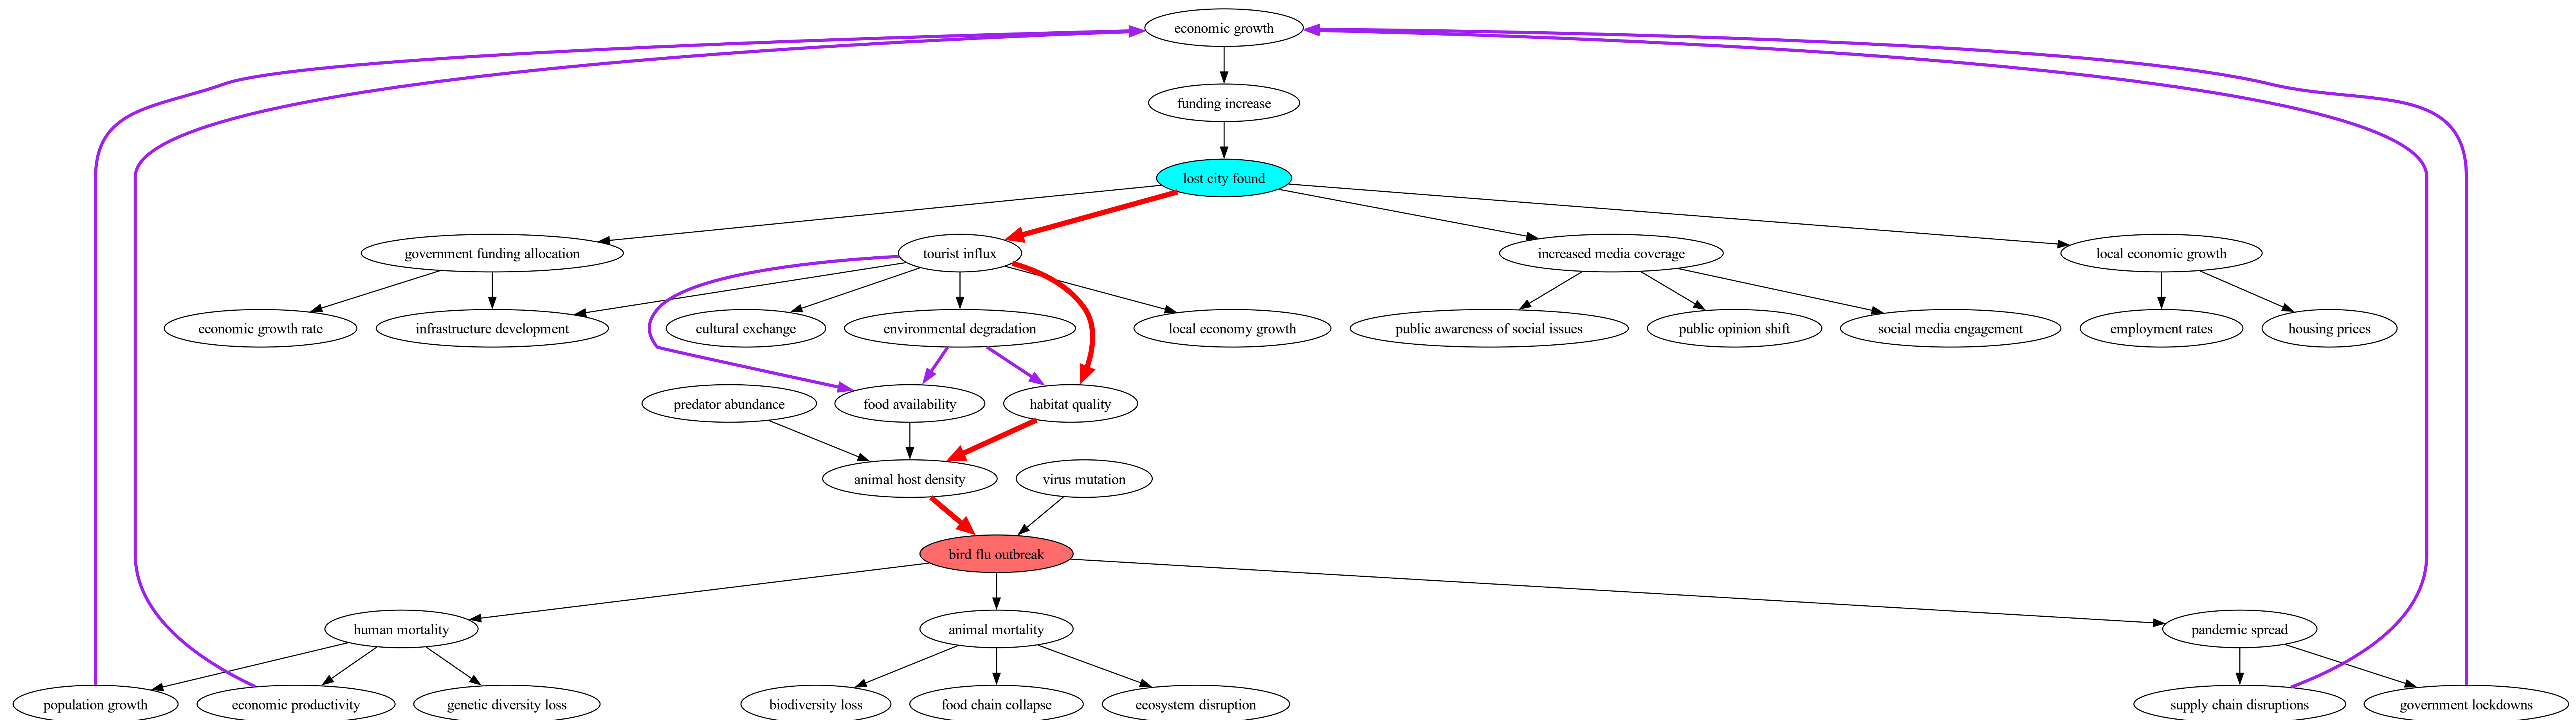 economic growth
funding increase
lost city found
government funding allocation
tourist influx
increased media coverage
local economic growth
economic growth rate
infrastructure development
cultural exchange
environmental degradation
local economy growth
public awareness of social issues
public opinion shift
social media engagement
employment rates
housing prices
predator abundance
food availability
habitat quality
animal host density
virus mutation
bird flu outbreak
human mortality
animal mortality
pandemic spread
population growth
economic productivity
genetic diversity loss
biodiversity loss
food chain collapse
ecosystem disruption
supply chain disruptions
government lockdowns